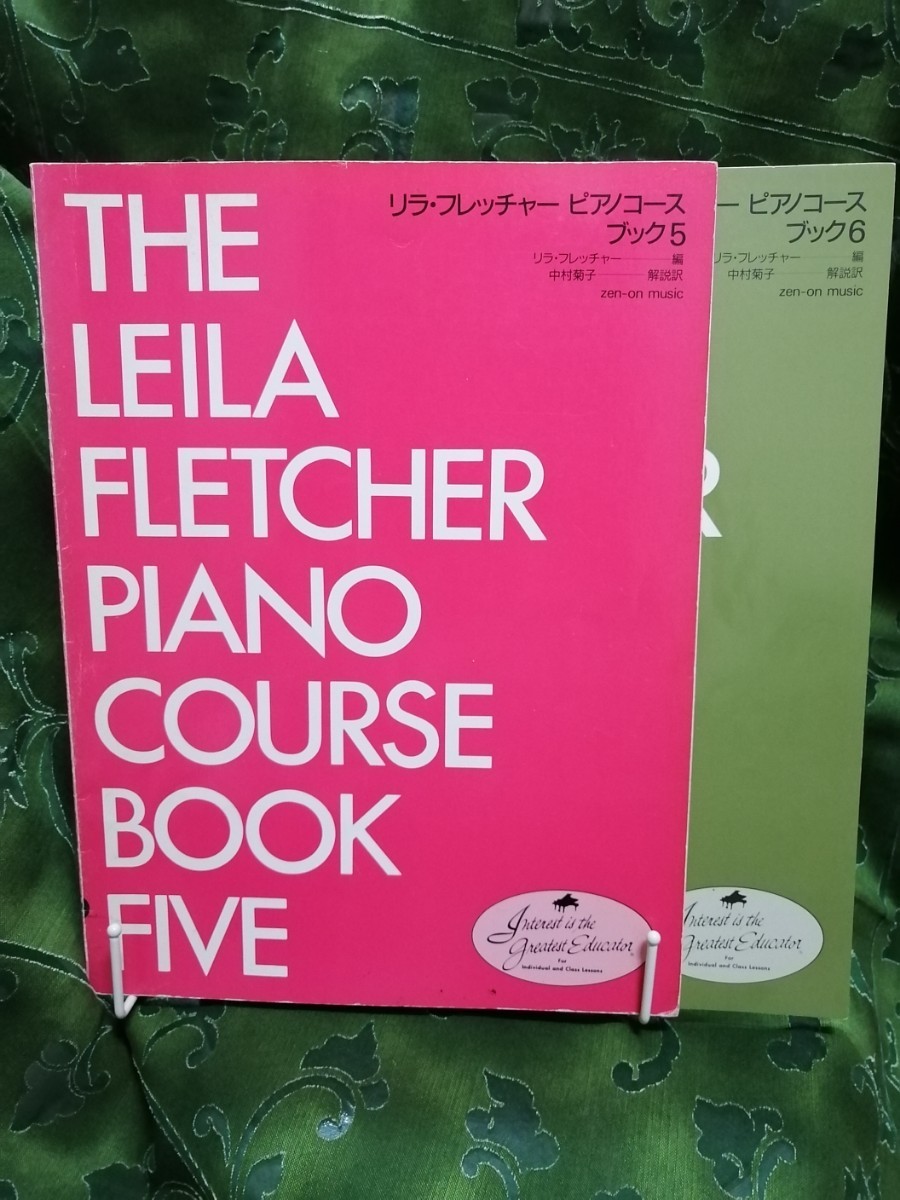 THE
LEILA
FLETCHER
PIANO
COURSE
BOOK
FIVE
リラ・フレッチャー ピアノコース
ブック5
リラ・フレッチャー────編
中村菊子────解説訳
zen-on music
Interest is the
Greatest Educator
For
Individual and Class Lessons
ー ピアノコース
ブック6
リラ・フレッチャー────編
中村菊子────解説訳
zen-on music
R
Interest is the
Greatest Educator
For
Individual and Class Lessons